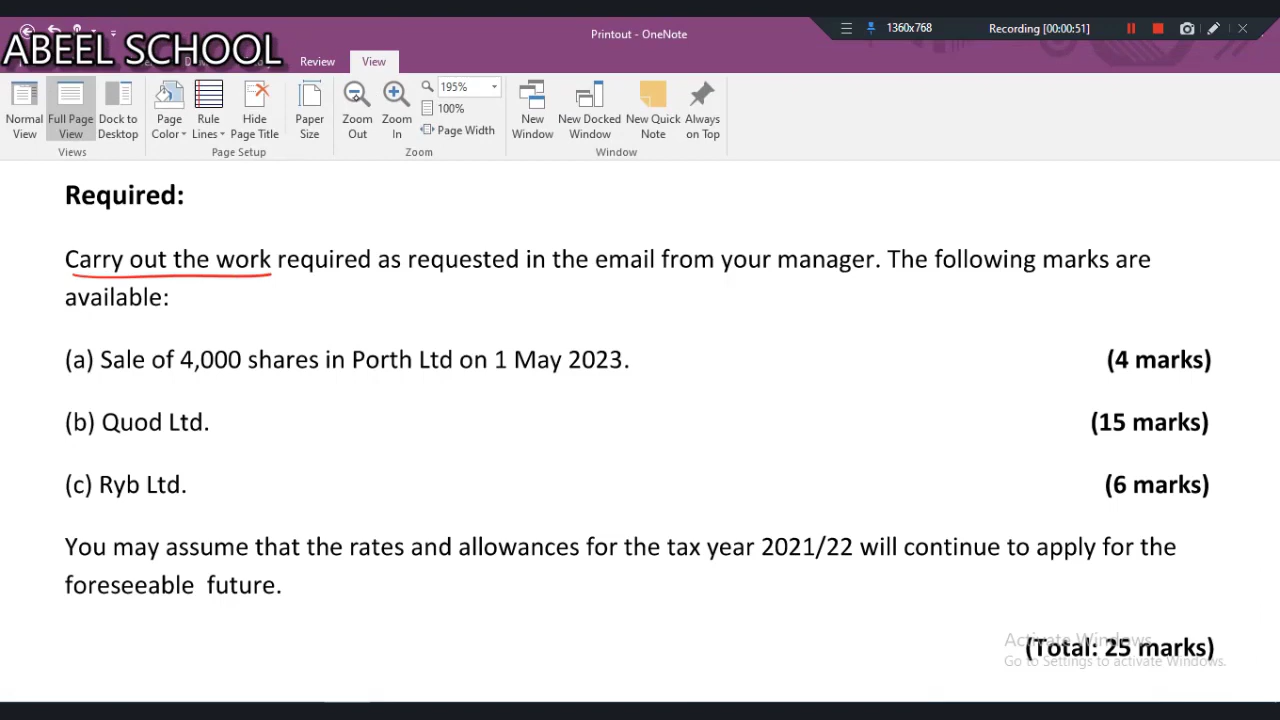 Printout - OneNote
1360x768
Recording [00:00:51]
ABEEL SCHOOL
Review
View
Normal View
Full Page View
Dock to Desktop
Page Color
Rule Lines
Hide Page Title
Paper Size
Zoom Out
Zoom In
195%
100%
Page Width
New Window
New Docked Window
New Quick Note
Always on Top
Views
Page Setup
Zoom
Window
Required:
Carry out the work required as requested in the email from your manager. The following marks are
available:
(a) Sale of 4,000 shares in Porth Ltd on 1 May 2023. (4 marks)
(b) Quod Ltd. (15 marks)
(c) Ryb Ltd. (6 marks)
You may assume that the rates and allowances for the tax year 2021/22 will continue to apply for the
foreseeable future.
Activate Windows
(Total: 25 marks)
Go to Settings to activate Windows.